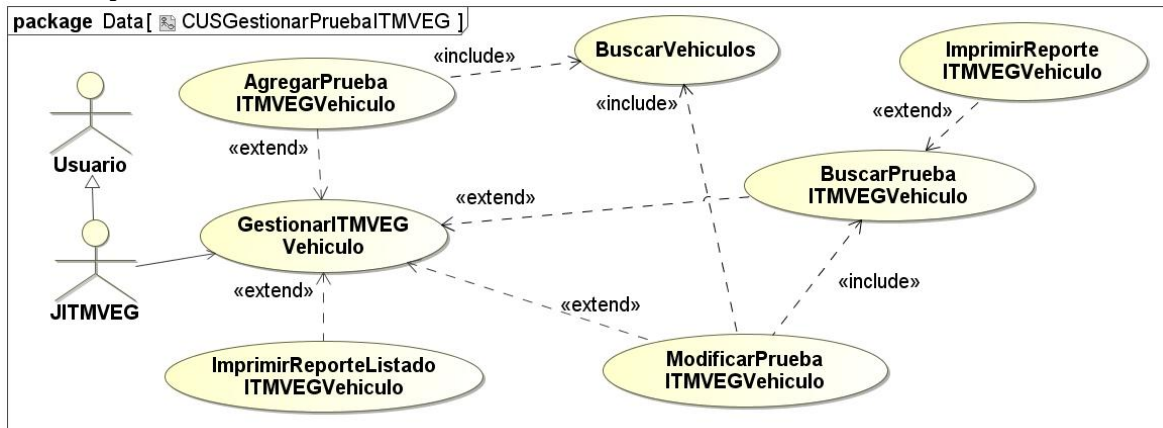 package Data[ CUSGestionarPruebaITMVEG ]
AgregarPrueba
ITMVEGVehiculo
«include»
BuscarVehiculos
ImprimirReporte
ITMVEGVehiculo
«include»
«extend»
Usuario
«extend»
BuscarPrueba
ITMVEGVehiculo
«extend»
GestionarITMVEG
Vehiculo
JITMVEG
«extend»
«extend»
«include»
ImprimirReporteListado
ITMVEGVehiculo
ModificarPrueba
ITMVEGVehiculo